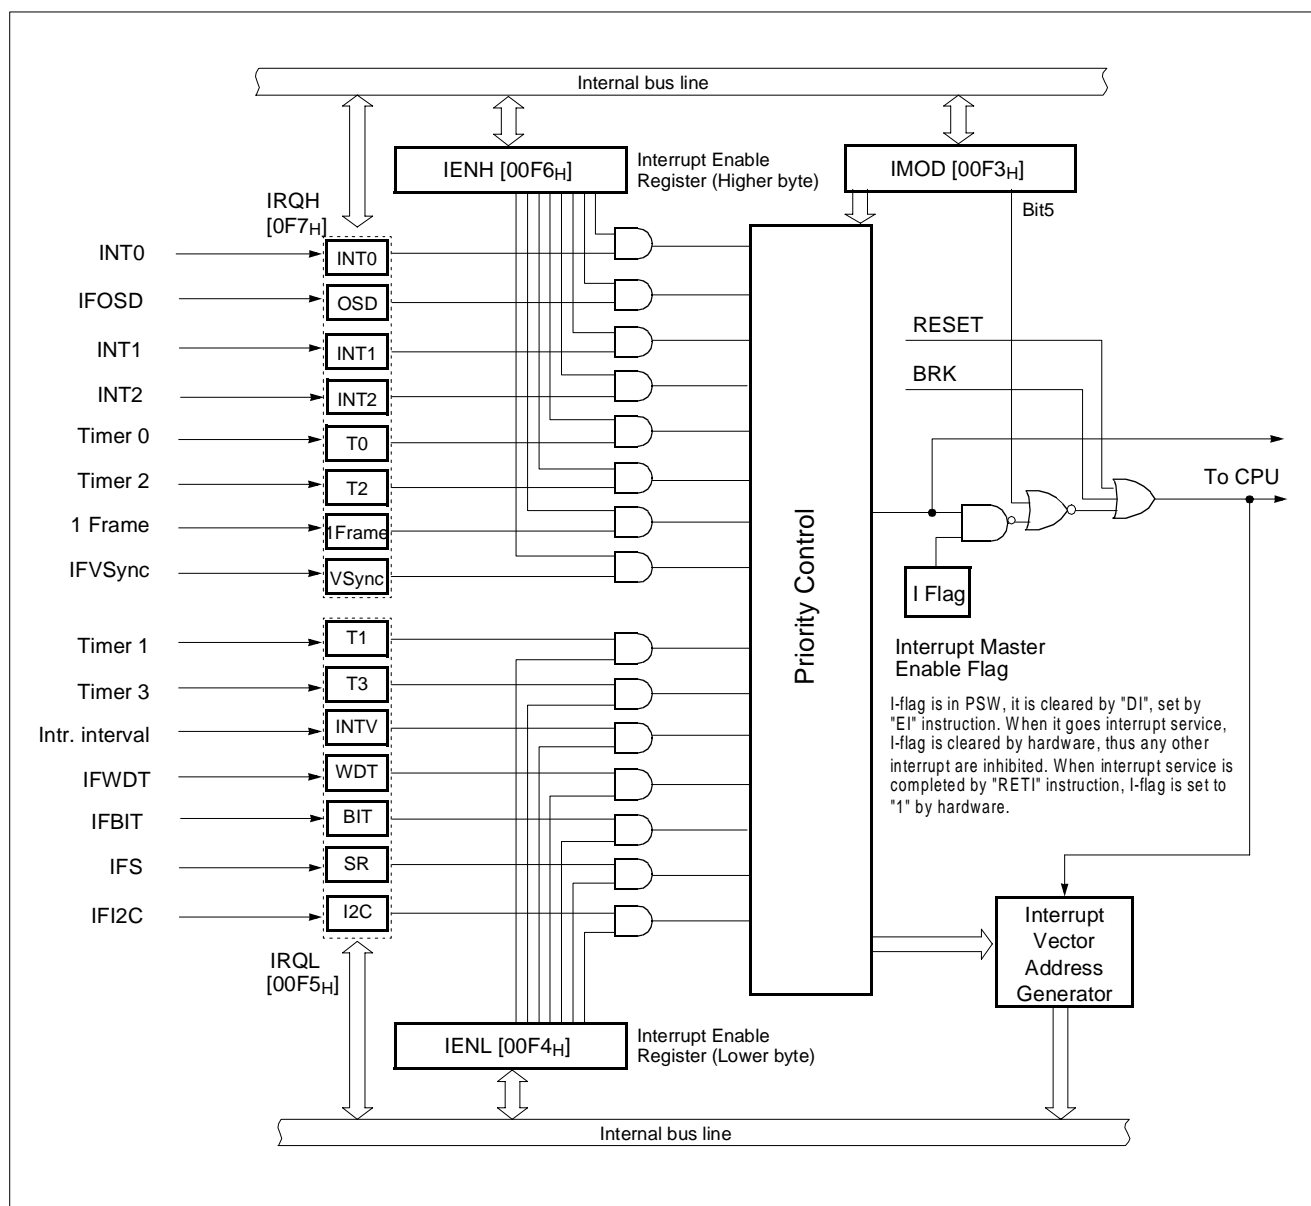 Internal bus line
IENH [00F6H]
Interrupt Enable
Register (Higher byte)
IMOD [00F3H]
Bit5
IRQH
[0F7H]
INT0
INT0
IFOSD
OSD
INT1
INT1
INT2
INT2
Timer 0
T0
Timer 2
T2
1 Frame
1Frame
IFVSync
VSync
Timer 1
T1
Timer 3
T3
Intr. interval
INTV
IFWDT
WDT
IFBIT
BIT
IFS
SR
IFI2C
I2C
IRQL
[00F5H]
Priority Control
RESET
BRK
To CPU
I Flag
Interrupt Master
Enable Flag
I-flag is in PSW, it is cleared by "DI", set by
"EI" instruction. When it goes interrupt service,
I-flag is cleared by hardware, thus any other
interrupt are inhibited. When interrupt service is
completed by "RETI" instruction, I-flag is set to
"1" by hardware.
Interrupt
Vector
Address
Generator
IENL [00F4H]
Interrupt Enable
Register (Lower byte)
Internal bus line